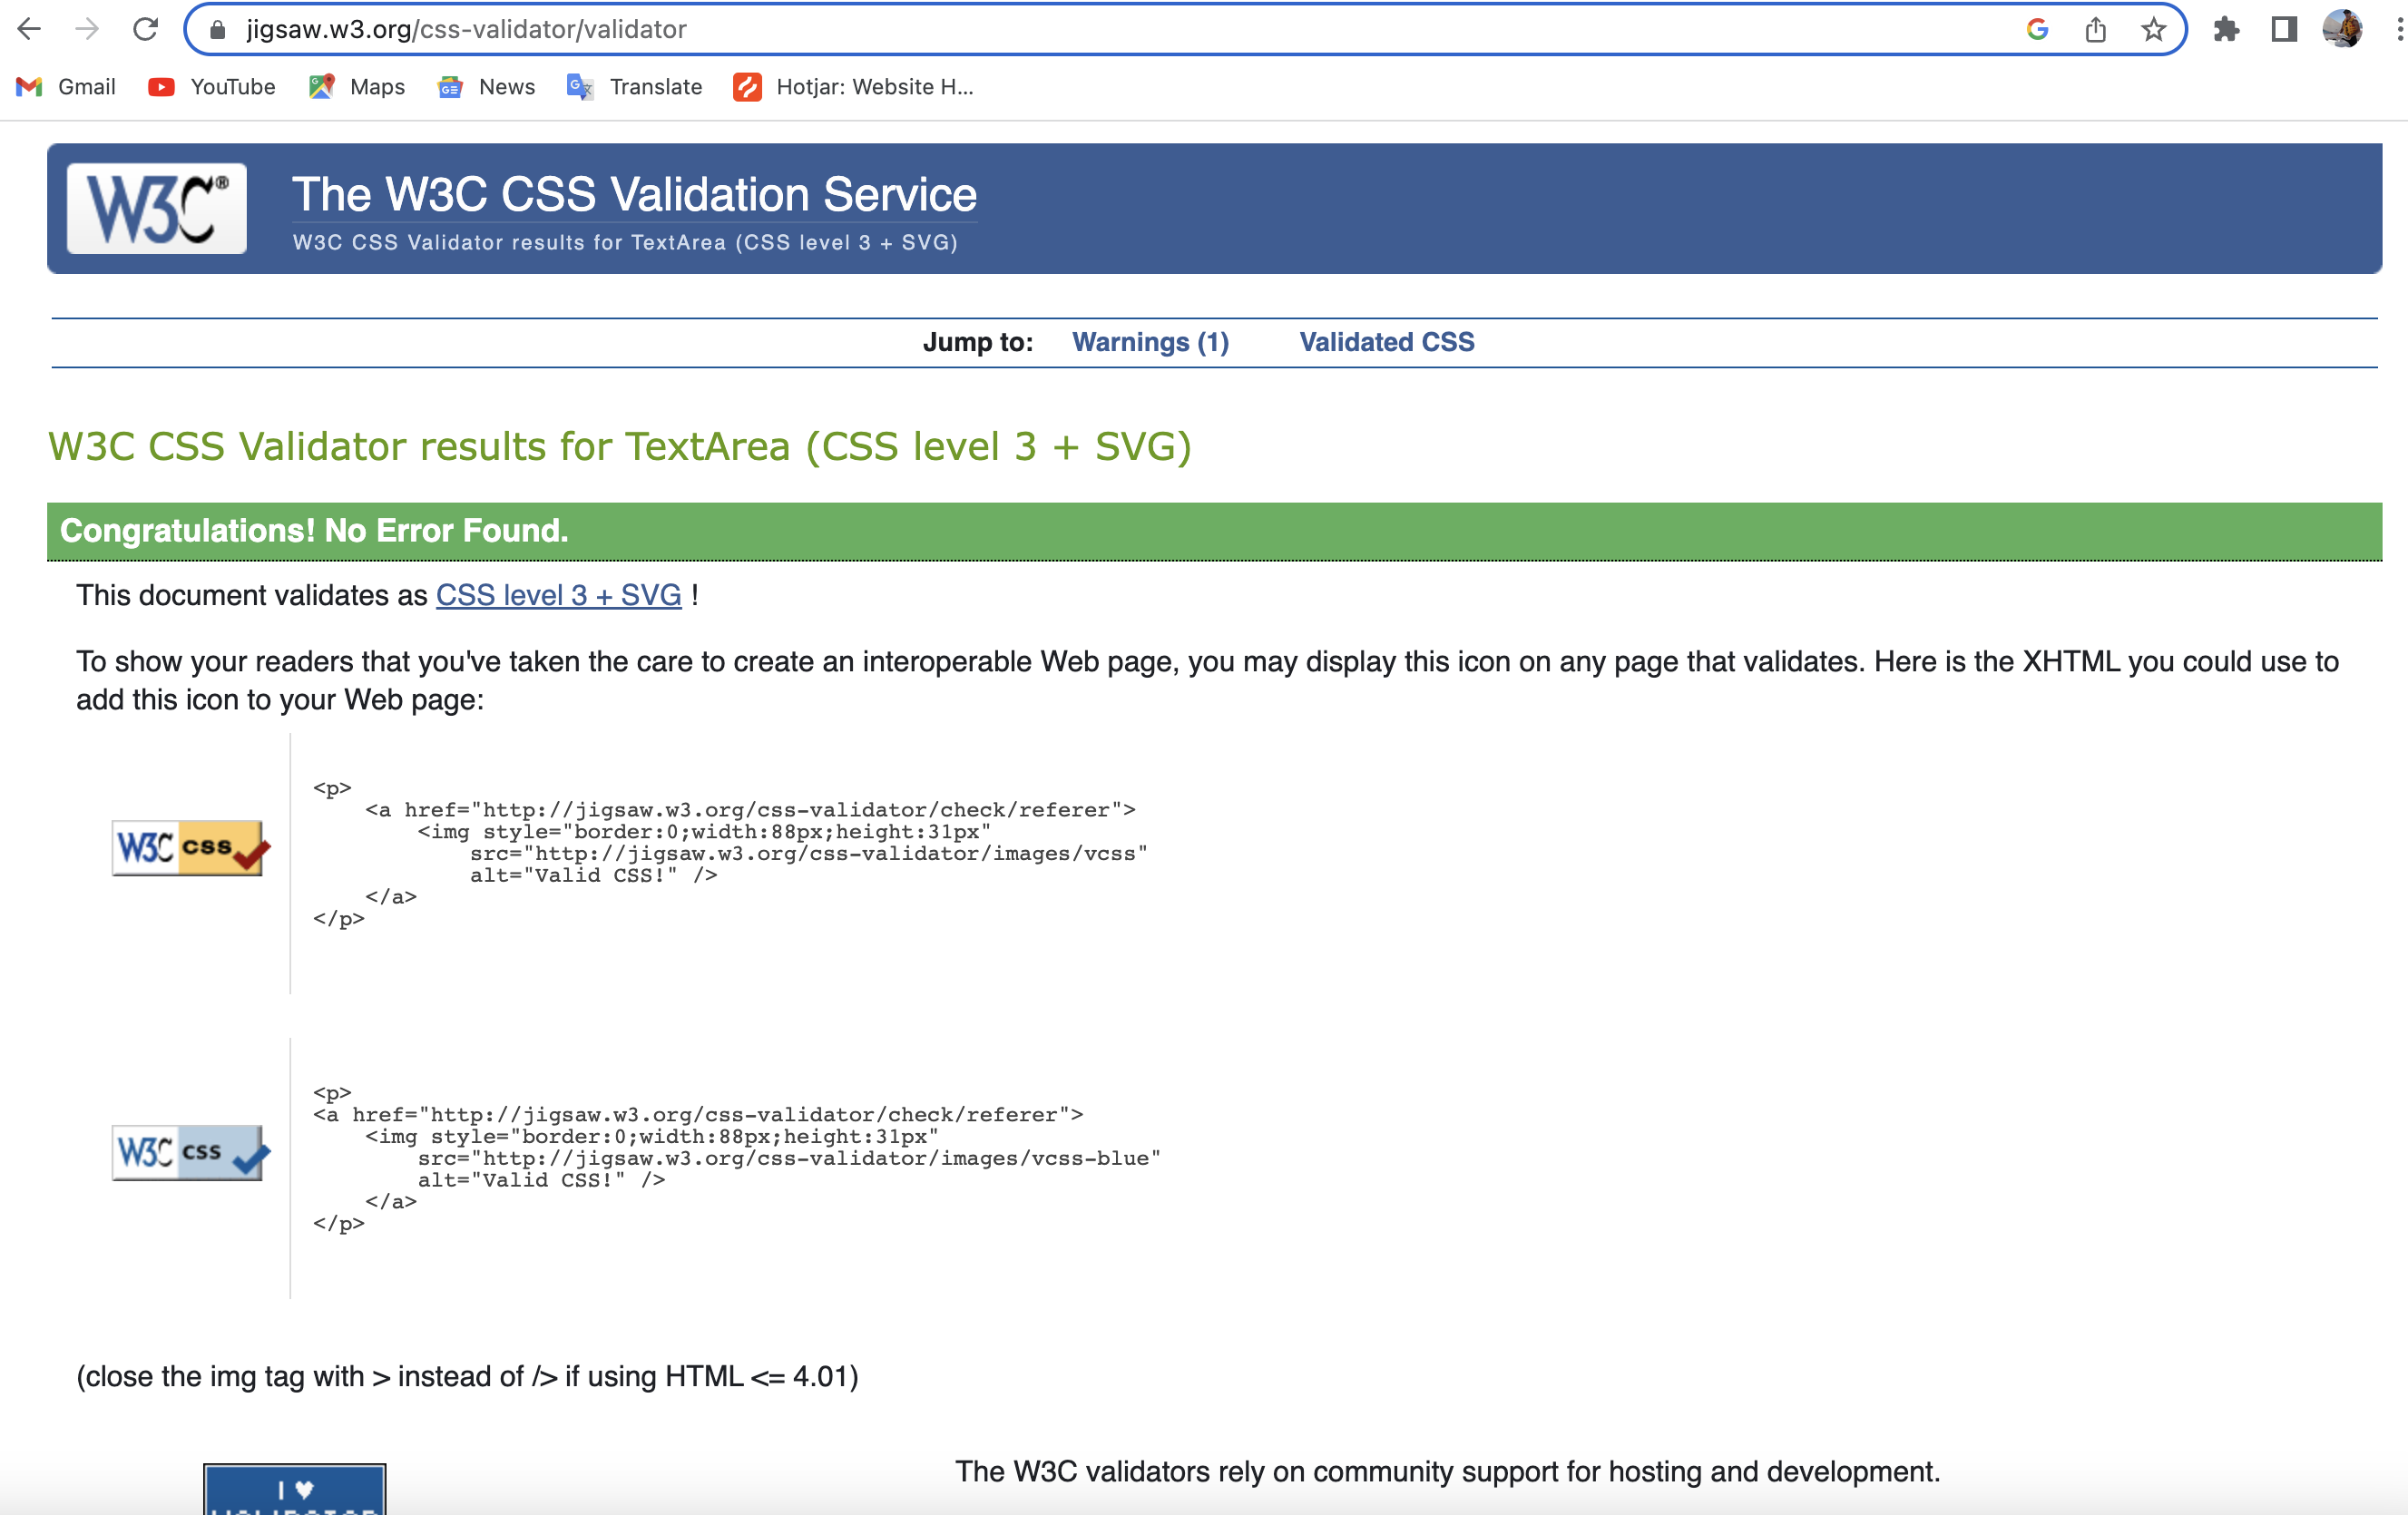 jigsaw.w3.org/css-validator/validator
Gmail YouTube Maps News Translate Hotjar: Website H...
W3C® The W3C CSS Validation Service
W3C CSS Validator results for TextArea (CSS level 3 + SVG)
Jump to: Warnings (1) Validated CSS
W3C CSS Validator results for TextArea (CSS level 3 + SVG)
Congratulations! No Error Found.
This document validates as CSS level 3 + SVG !
To show your readers that you've taken the care to create an interoperable Web page, you may display this icon on any page that validates. Here is the XHTML you could use to
add this icon to your Web page:
W3C css
<p>
    <a href="http://jigsaw.w3.org/css-validator/check/referer">
        <img style="border:0;width:88px;height:31px"
            src="http://jigsaw.w3.org/css-validator/images/vcss"
            alt="Valid CSS!" />
    </a>
</p>
W3C css
<p>
<a href="http://jigsaw.w3.org/css-validator/check/referer">
    <img style="border:0;width:88px;height:31px"
        src="http://jigsaw.w3.org/css-validator/images/vcss-blue"
        alt="Valid CSS!" />
    </a>
</p>
(close the img tag with > instead of /> if using HTML <= 4.01)
I ♥
The W3C validators rely on community support for hosting and development.